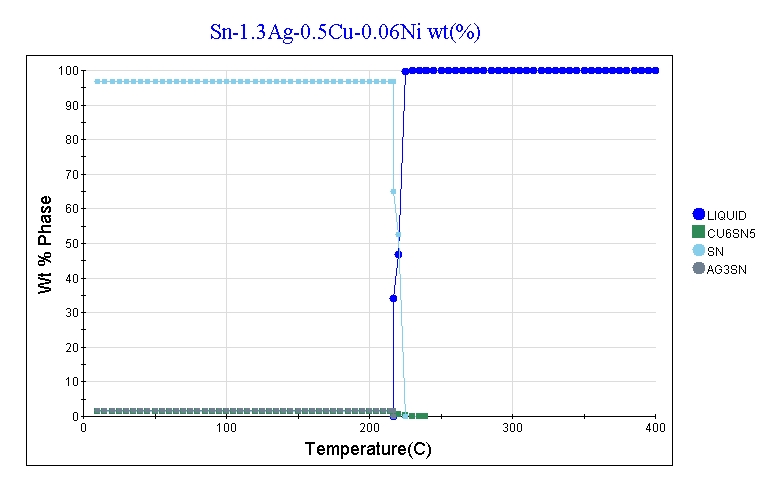 Sn-1.3Ag-0.5Cu-0.06Ni wt(%)
100
90
80
70
60
50
40
30
20
10
0
Wt % Phase
0 100 200 300 400
Temperature(C)
LIQUID
CU6SN5
SN
AG3SN